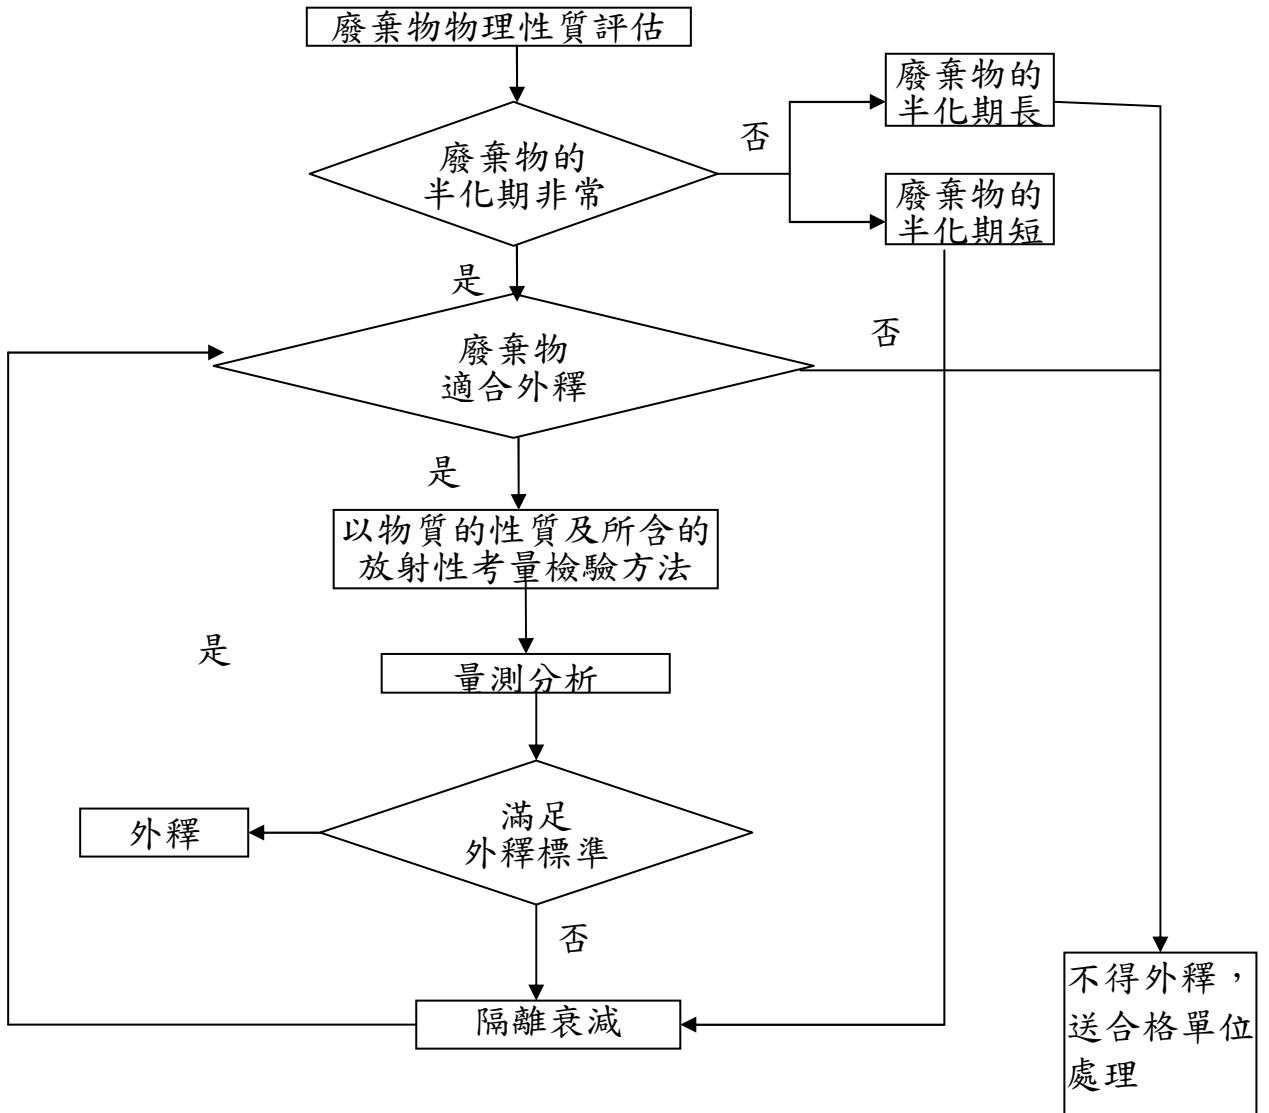 廢棄物物理性質評估
廢棄物的
半化期長
否
廢棄物的
半化期非常
廢棄物的
半化期短
是
否
廢棄物
適合外釋
是
以物質的性質及所含的
放射性考量檢驗方法
是
量測分析
外釋
滿足
外釋標準
否
隔離衰減
不得外釋，
送合格單位
處理